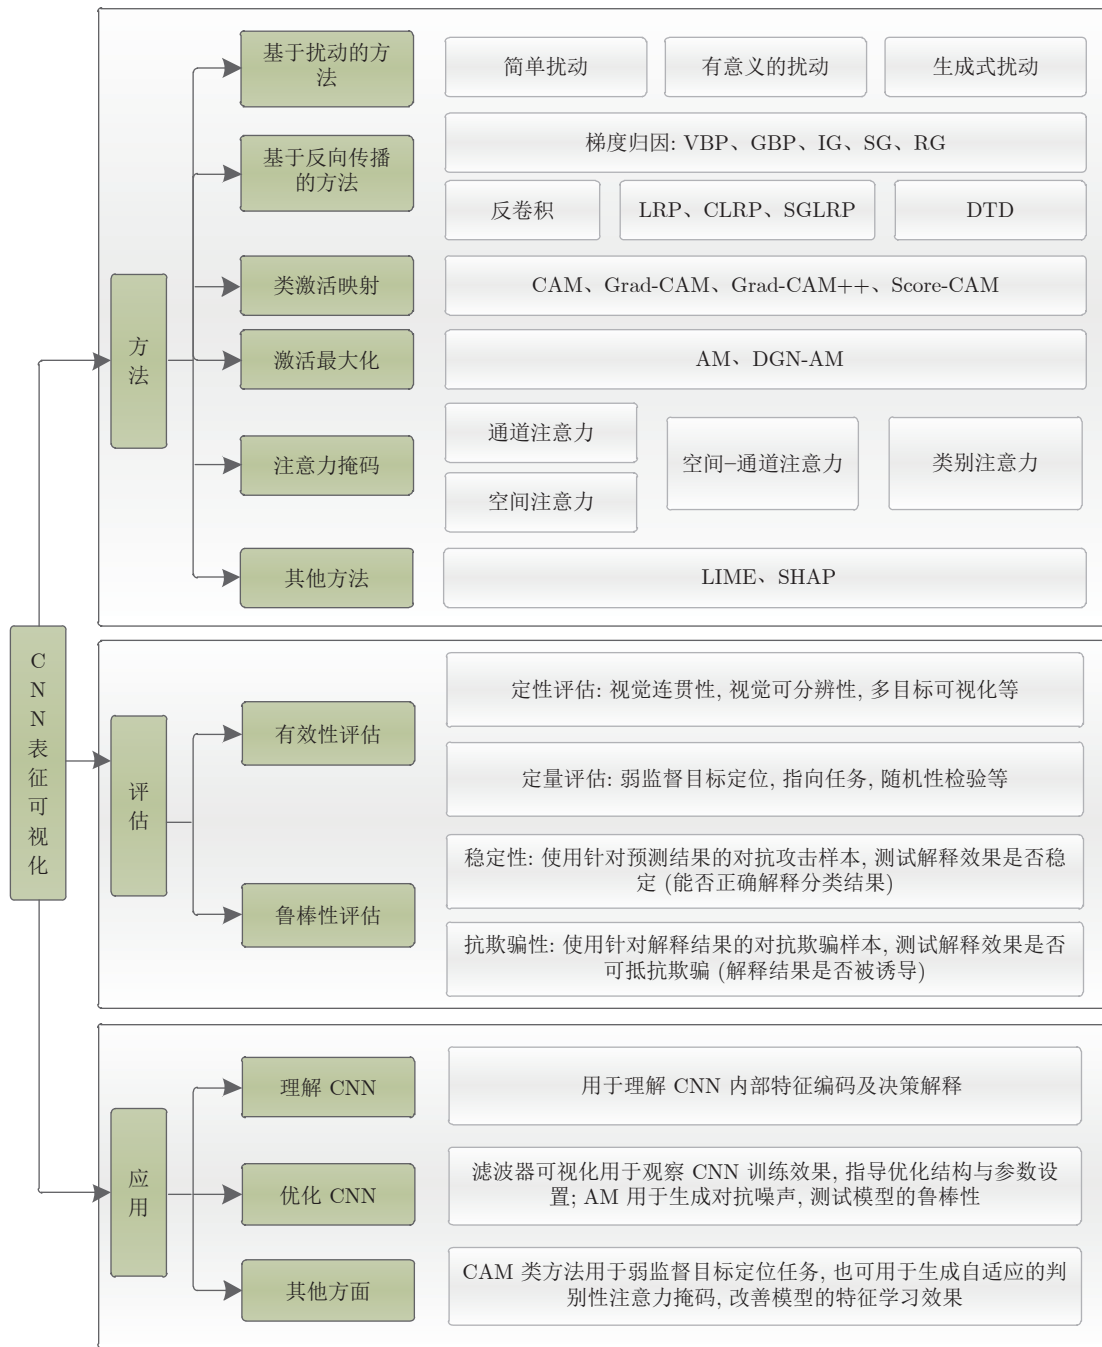 CNN表征可视化
方法
基于扰动的方
法
简单扰动
有意义的扰动
生成式扰动
基于反向传播
的方法
梯度归因: VBP、GBP、IG、SG、RG
反卷积
LRP、CLRP、SGLRP
DTD
类激活映射
CAM、Grad-CAM、Grad-CAM++、Score-CAM
激活最大化
AM、DGN-AM
注意力掩码
通道注意力
空间注意力
空间–通道注意力
类别注意力
其他方法
LIME、SHAP
评估
有效性评估
定性评估: 视觉连贯性, 视觉可分辨性, 多目标可视化等
定量评估: 弱监督目标定位, 指向任务, 随机性检验等
鲁棒性评估
稳定性: 使用针对预测结果的对抗攻击样本, 测试解释效果是否稳
定 (能否正确解释分类结果)
抗欺骗性: 使用针对解释结果的对抗欺骗样本, 测试解释效果是否
可抵抗欺骗 (解释结果是否被诱导)
应用
理解 CNN
用于理解 CNN 内部特征编码及决策解释
优化 CNN
滤波器可视化用于观察 CNN 训练效果, 指导优化结构与参数设
置; AM 用于生成对抗噪声, 测试模型的鲁棒性
其他方面
CAM 类方法用于弱监督目标定位任务, 也可用于生成自适应的判
别性注意力掩码, 改善模型的特征学习效果